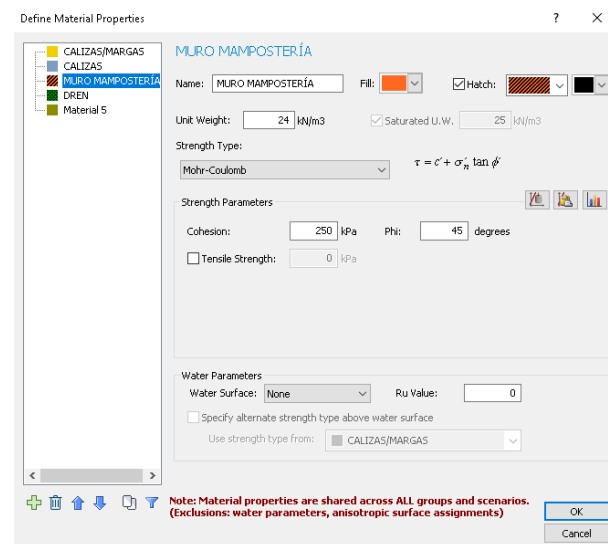 Define Material Properties
?
CALIZAS/MARGAS
CALIZAS
MURO MAMPOSTERÍA
DREN
Material 5
MURO MAMPOSTERÍA
Name: MURO MAMPOSTERÍA Fill: Hatch:
Unit Weight: 24 kN/m3 Saturated U.W. 25 kN/m3
Strength Type:
Mohr-Coulomb τ = c′ + σ′n tan ϕ′
Strength Parameters
Cohesion: 250 kPa Phi: 45 degrees
Tensile Strength: 0 kPa
Water Parameters
Water Surface: None Ru Value: 0
Specify alternate strength type above water surface
Use strength type from: CALIZAS/MARGAS
Note: Material properties are shared across ALL groups and scenarios.
(Exclusions: water parameters, anisotropic surface assignments)
OK
Cancel